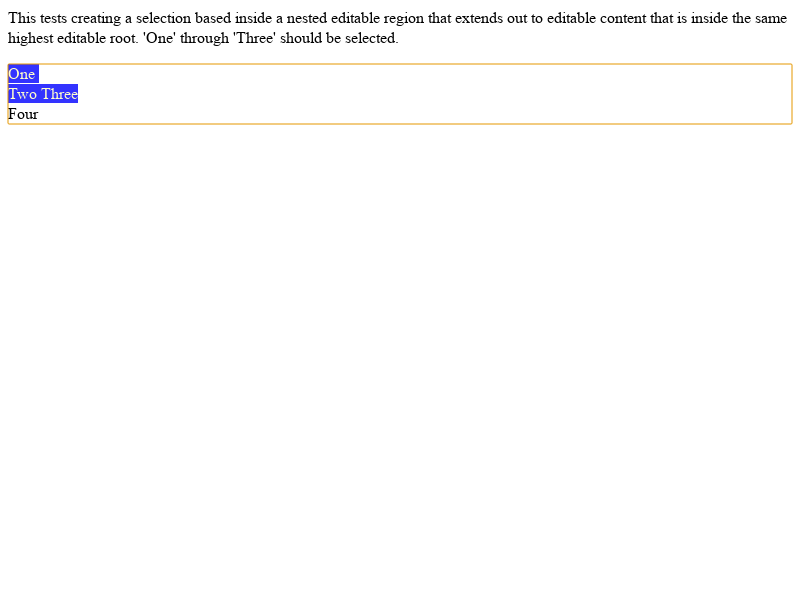 This tests creating a selection based inside a nested editable region that extends out to editable content that is inside the same
highest editable root. 'One' through 'Three' should be selected.
One
Two Three
Four